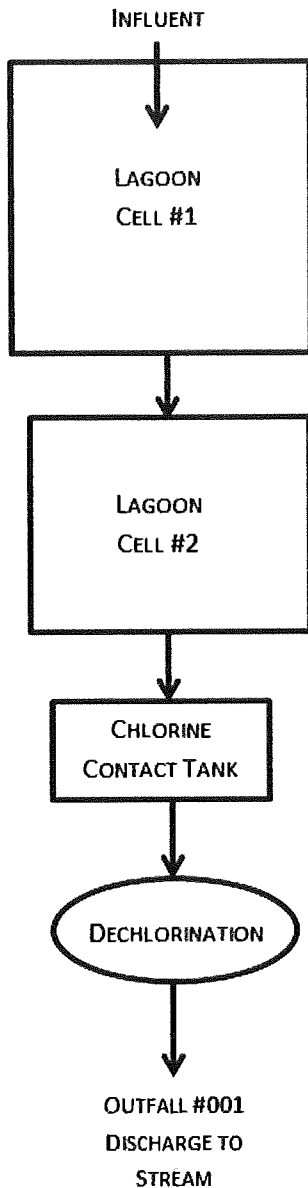 INFLUENT
LAGOON
CELL #1
LAGOON
CELL #2
CHLORINE
CONTACT TANK
DECHLORINATION
OUTFALL #001
DISCHARGE TO
STREAM